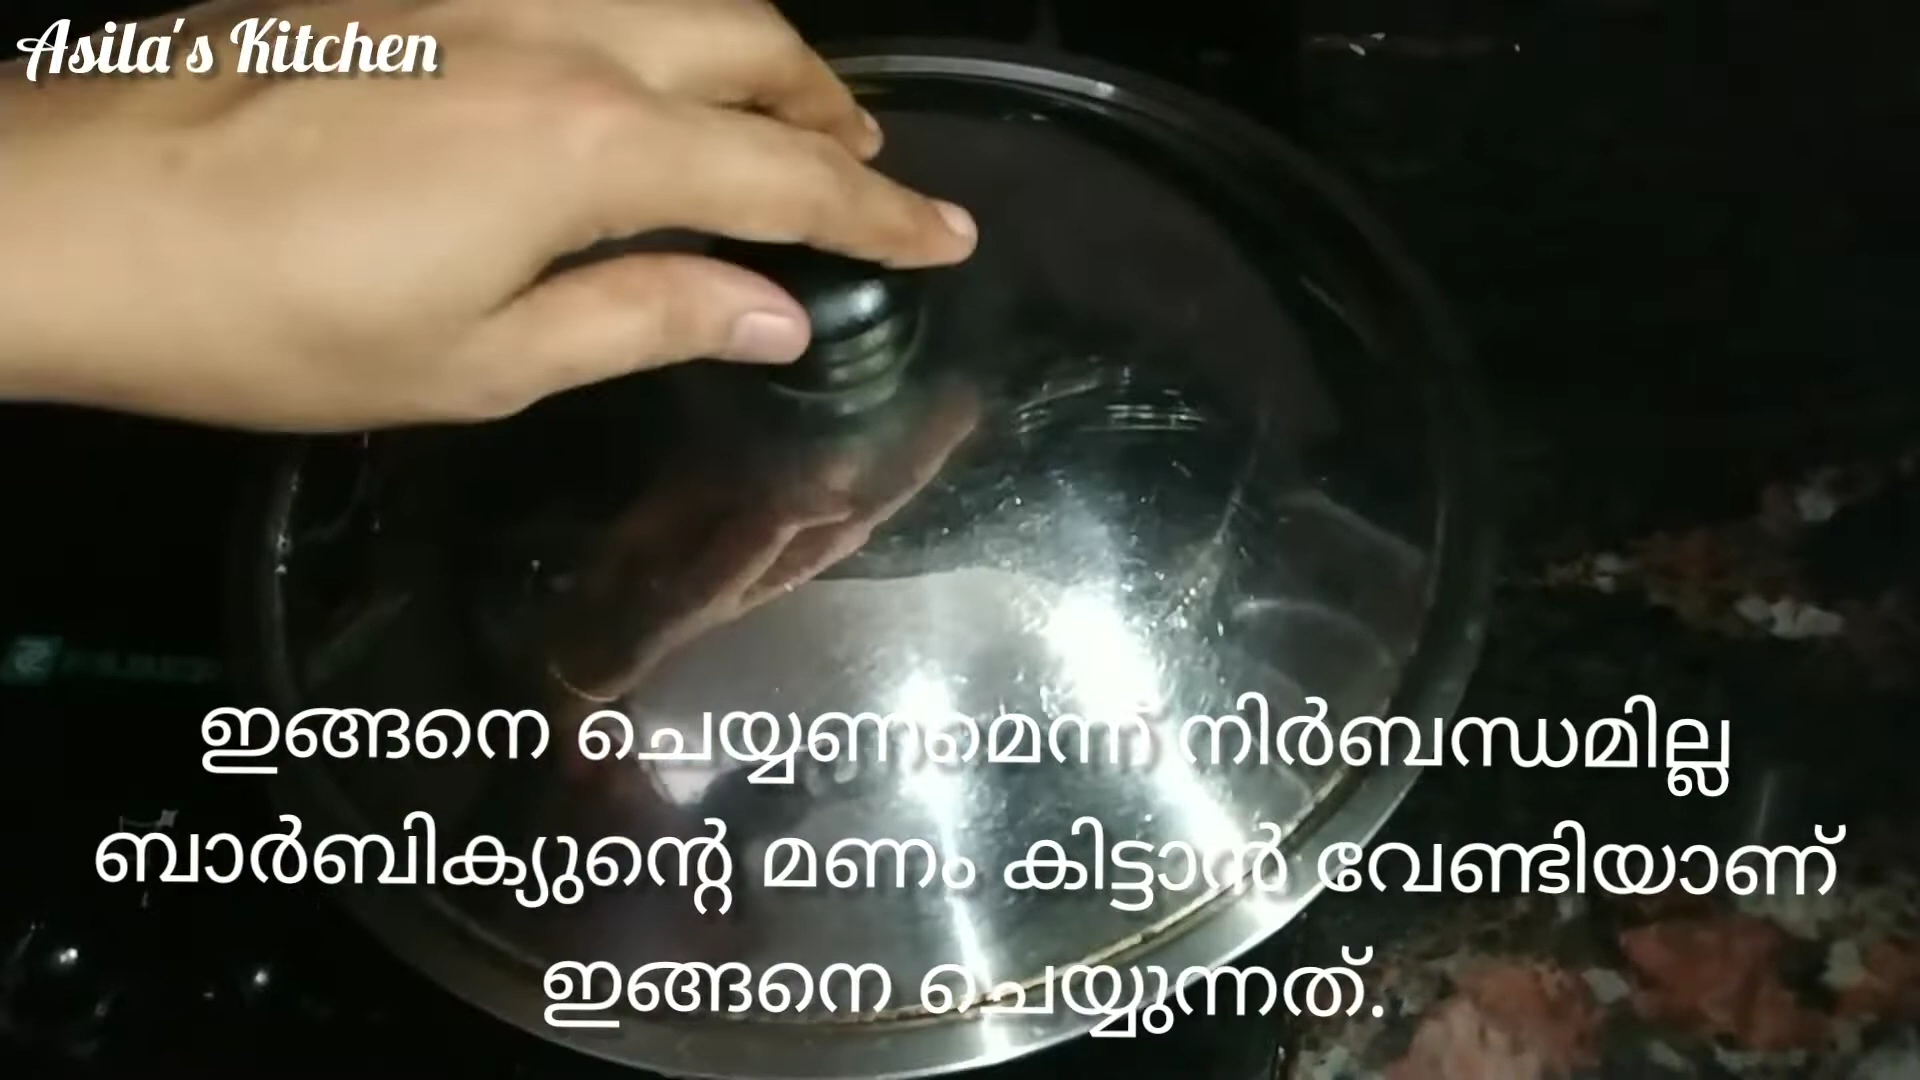 Asila's Kitchen
ഇങ്ങനെ ചെയ്യണമെന്ന് നിർബന്ധമില്ല
ബാർബിക്യുന്റെ മണം കിട്ടാൻ വേണ്ടിയാണ്
ഇങ്ങനെ ചെയ്യുന്നത്.